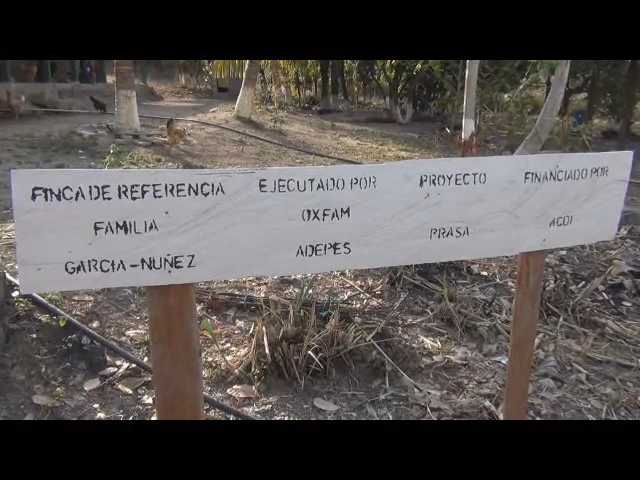 FINCA DE REFERENCIA
FAMILIA
GARCIA-NUÑEZ
EJECUTADO POR
OXFAM
ADEPES
PROYECTO
PRASA
FINANCIADO POR
ACDI